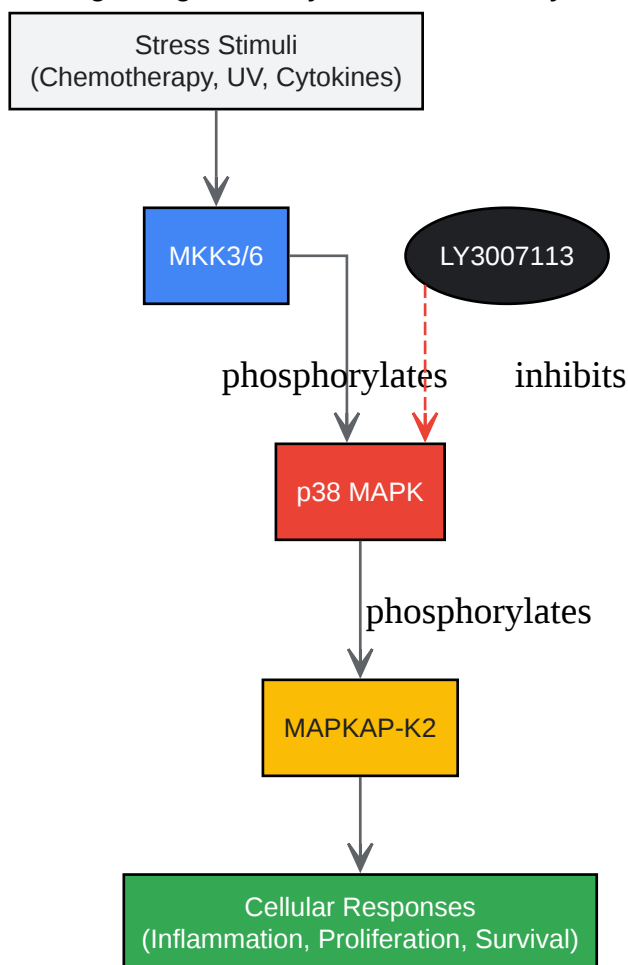 Stress Stimuli
(Chemotherapy, UV, Cytokines)
MKK3/6
LY3007113
phosphorylates
inhibits
p38 MAPK
phosphorylates
MAPKAP-K2
Cellular Responses
(Inflammation, Proliferation, Survival)